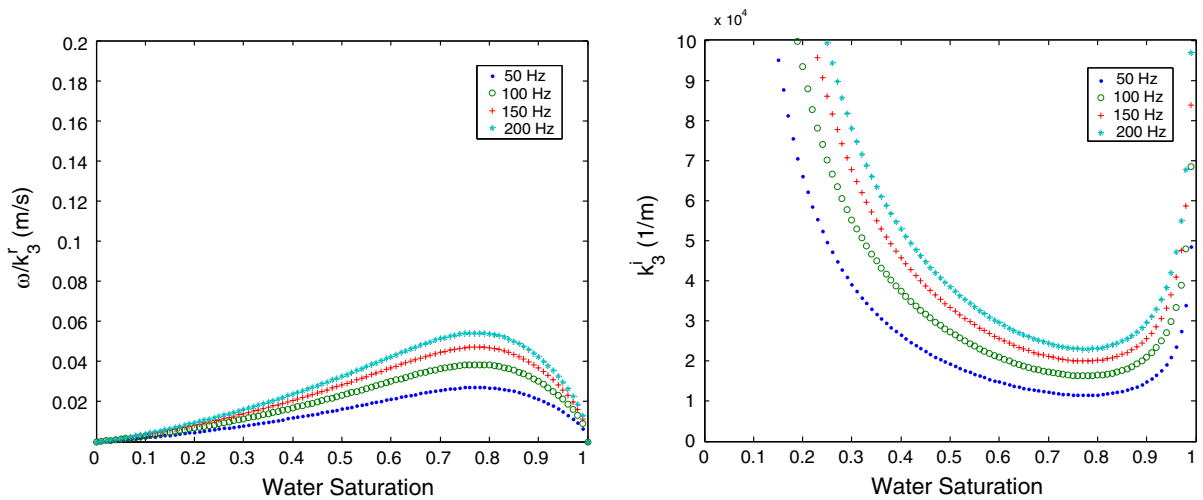 0.2
0.18
0.16
0.14
0.12
0.1
0.08
0.06
0.04
0.02
0 0.1 0.2 0.3 0.4 0.5 0.6 0.7 0.8 0.9 1
Water Saturation
ω/k₃ʳ (m/s)
50 Hz
100 Hz
150 Hz
200 Hz
x 10⁴
10
9
8
7
6
5
4
3
2
1
0
0 0.1 0.2 0.3 0.4 0.5 0.6 0.7 0.8 0.9 1
Water Saturation
k₃ⁱ (1/m)
50 Hz
100 Hz
150 Hz
200 Hz